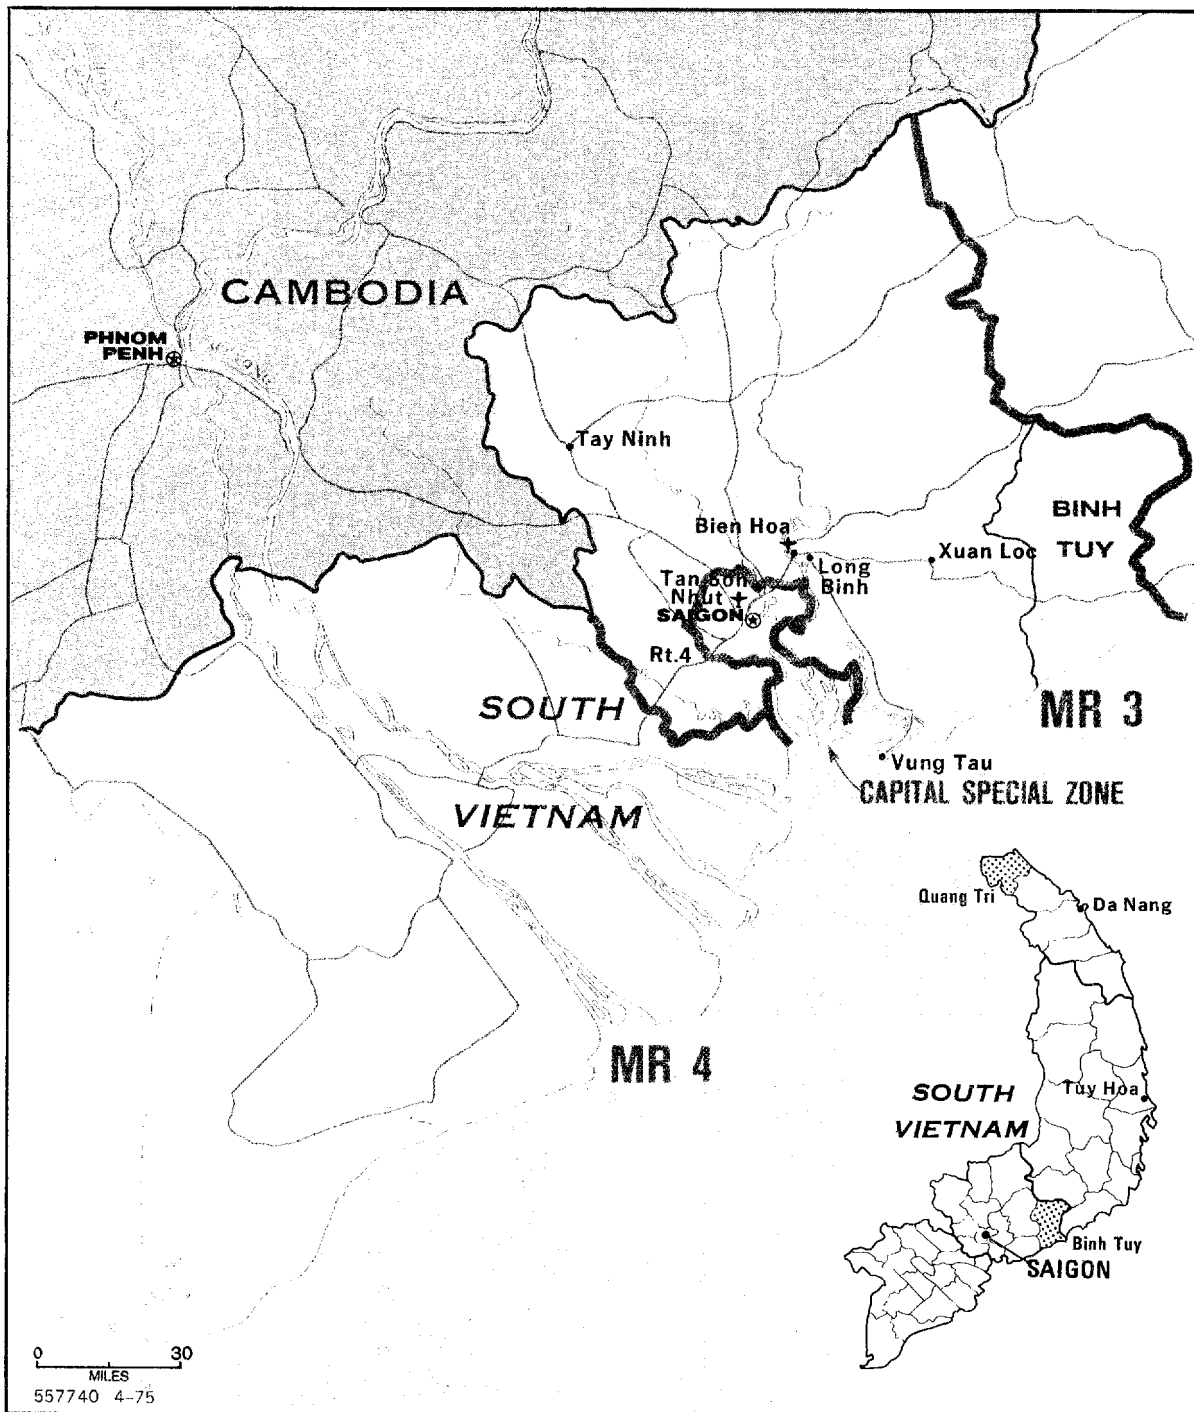 CAMBODIA
PHNOM
PENH
MEKONG
Tay Ninh
Bien Hoa
Xuan Loc
BINH
TUY
Long
Binh
Tan Son
Nhut
SAIGON
Rt.4
SOUTH
VIETNAM
MR 3
Vung Tau
CAPITAL SPECIAL ZONE
MR 4
Quang Tri
Da Nang
SOUTH
VIETNAM
Tuy Hoa
Binh Tuy
SAIGON
0 30
MILES
557740 4-75